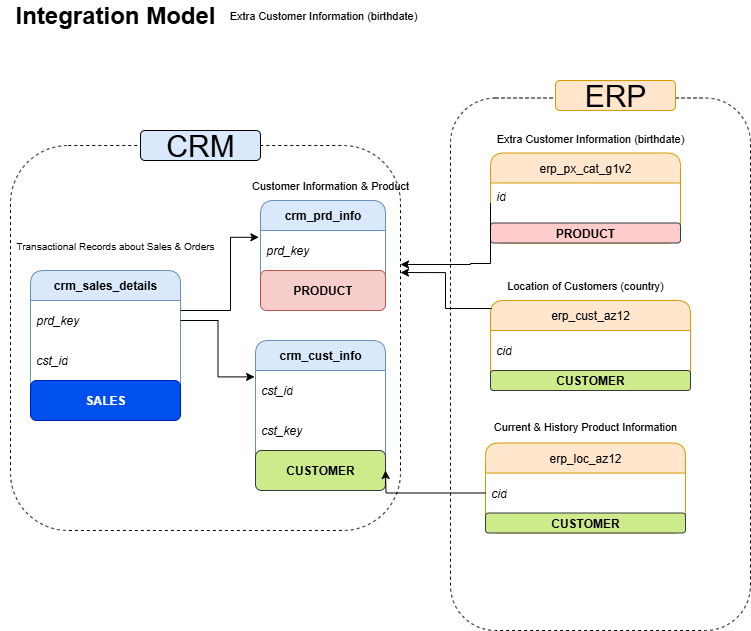 Integration Model
Extra Customer Information (birthdate)
CRM
Transactional Records about Sales & Orders
crm_sales_details
prd_key
cst_id
SALES
Customer Information & Product
crm_prd_info
prd_key
PRODUCT
crm_cust_info
cst_id
cst_key
CUSTOMER
ERP
Extra Customer Information (birthdate)
erp_px_cat_g1v2
id
PRODUCT
Location of Customers (country)
erp_cust_az12
cid
CUSTOMER
Current & History Product Information
erp_loc_az12
cid
CUSTOMER